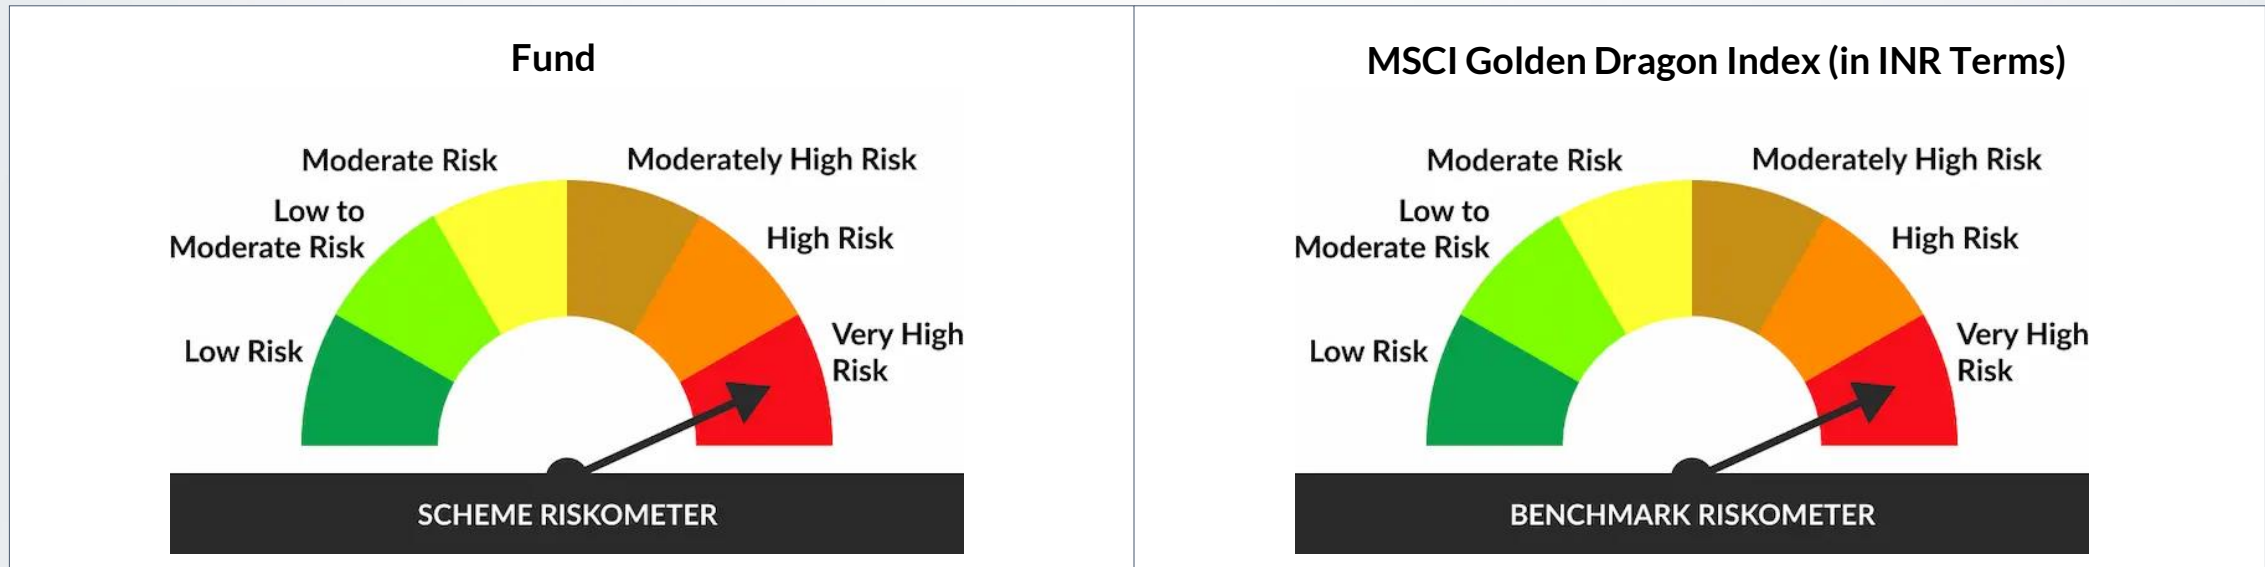 Fund
Moderate Risk
Moderately High Risk
Low to
Moderate Risk
High Risk
Low Risk
Very High
Risk
SCHEME RISKOMETER
MSCI Golden Dragon Index (in INR Terms)
Moderate Risk
Moderately High Risk
Low to
Moderate Risk
High Risk
Low Risk
Very High
Risk
BENCHMARK RISKOMETER